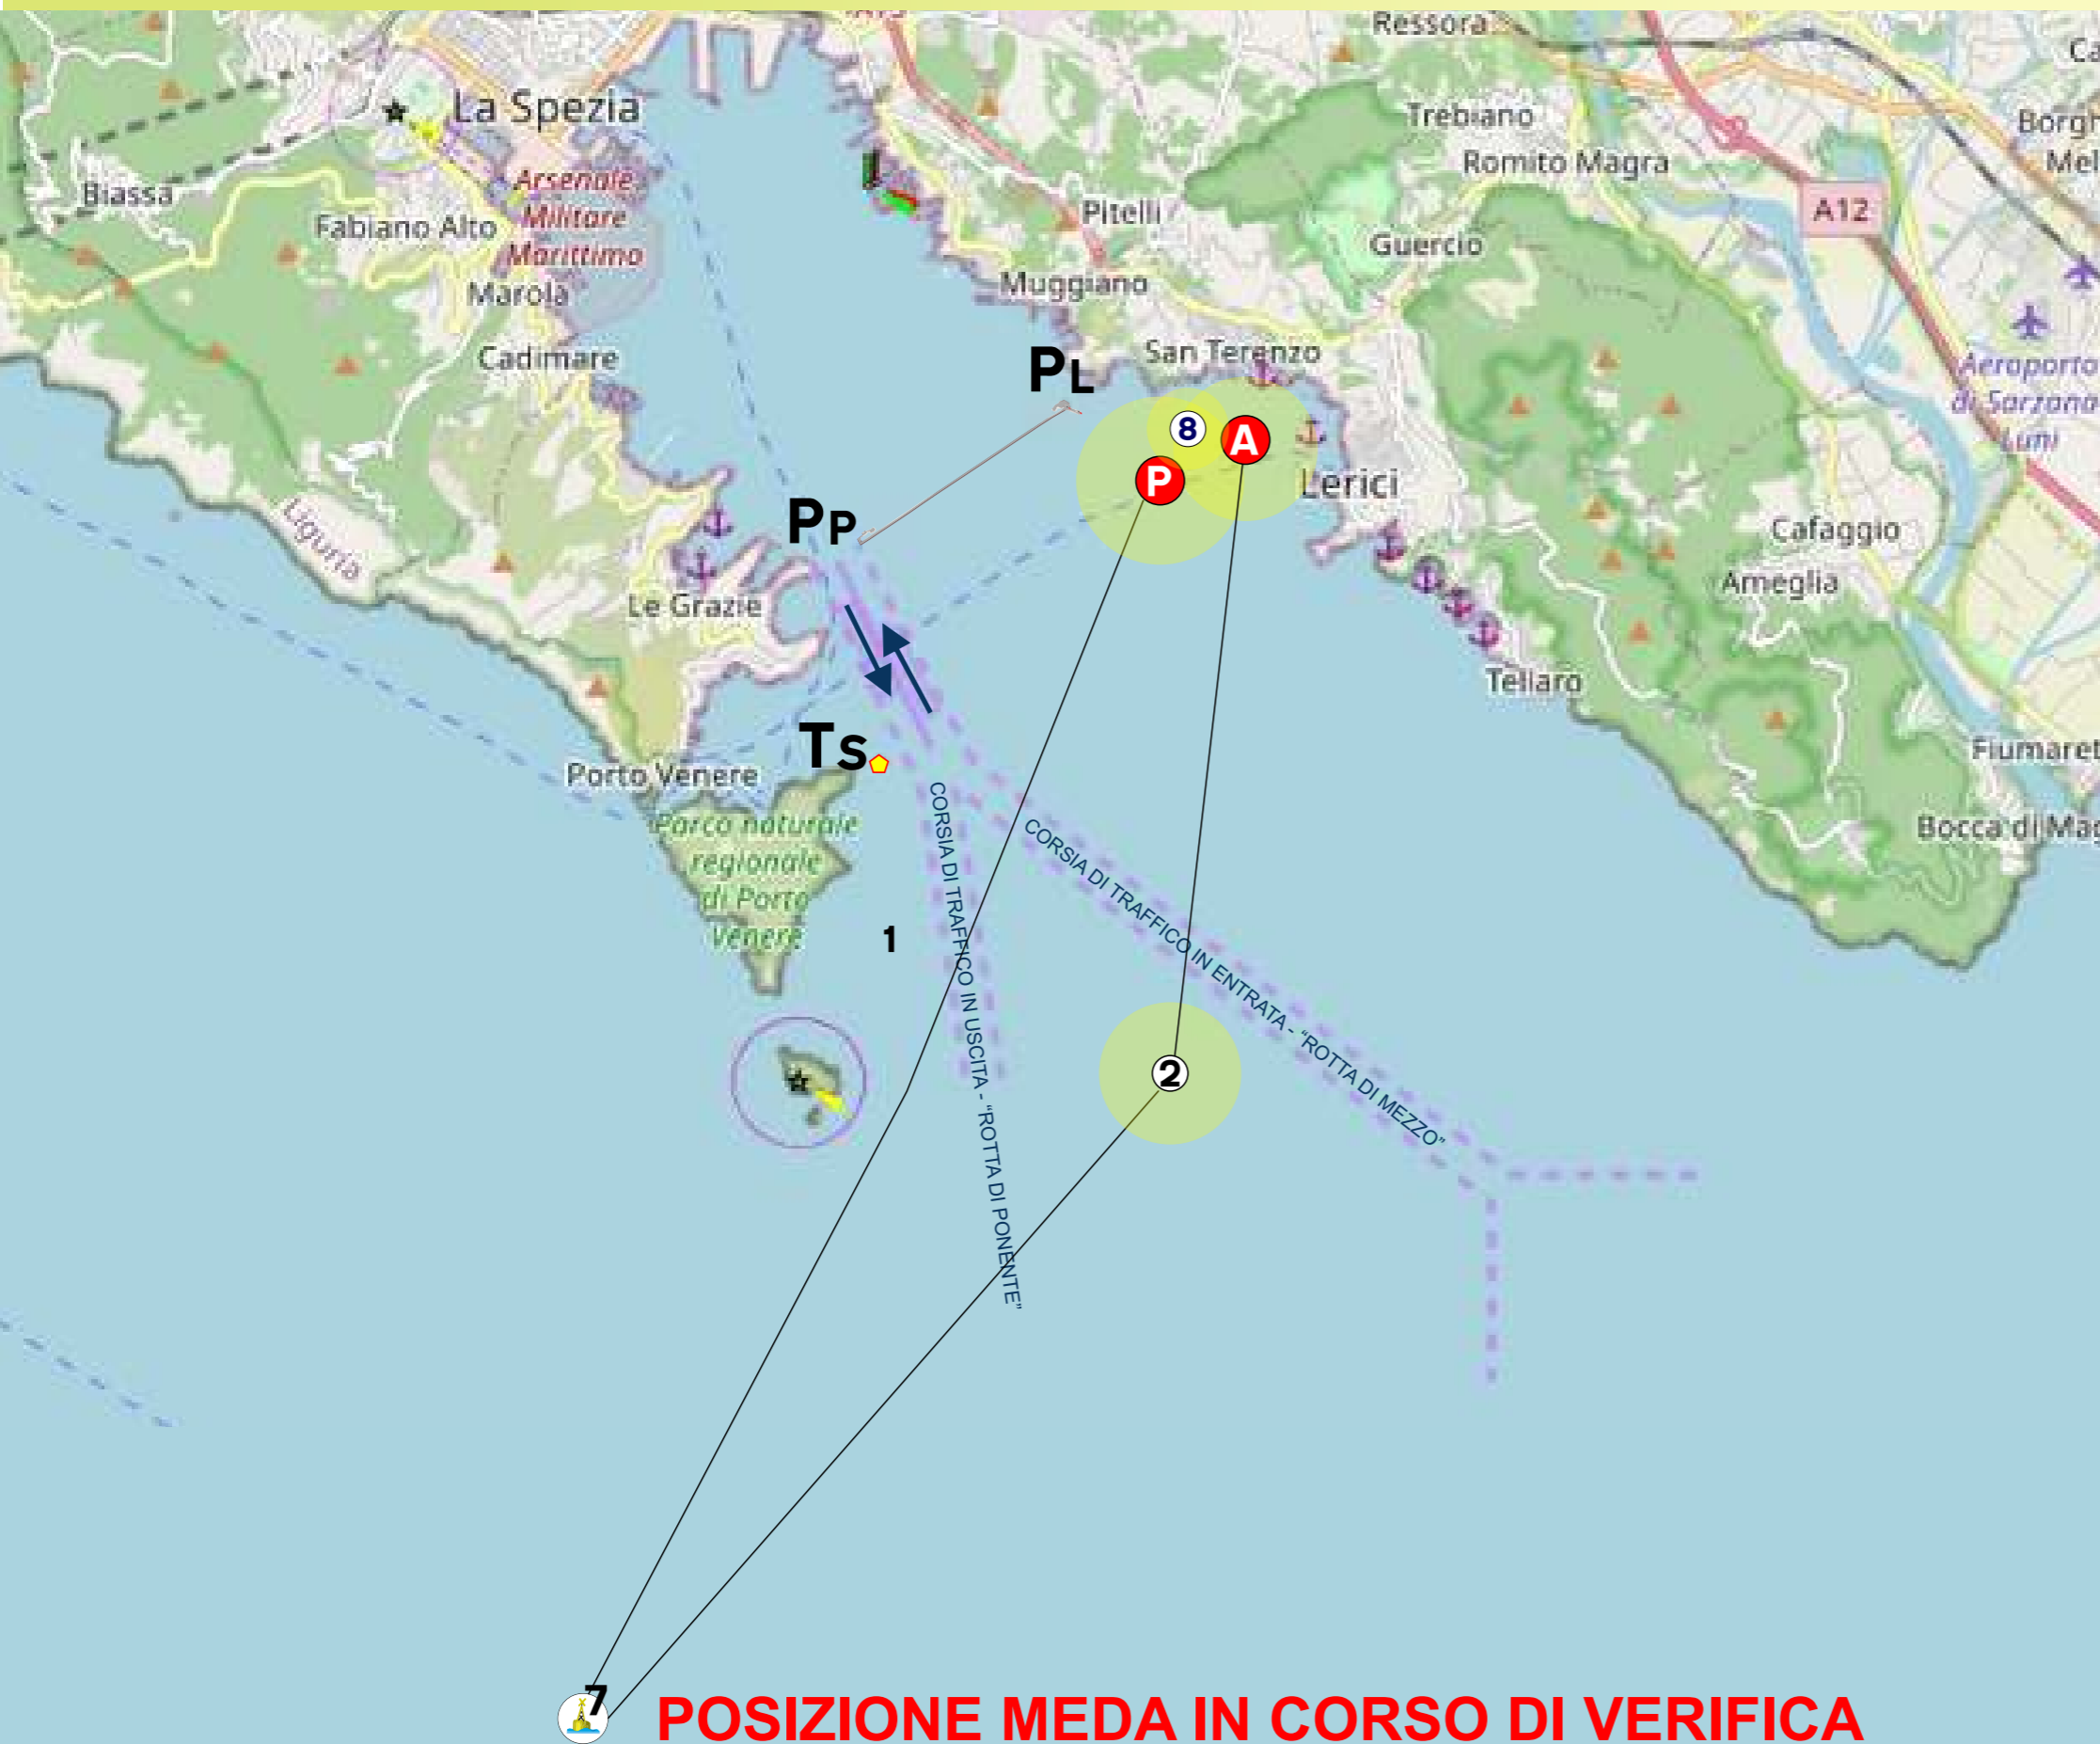 Ressora
La Spezia
Trebiano
Romito Magra
Biassa
Arsenale
Militare
Marittimo
Fabiano Alto
Pitelli
A12
Guercio
Marola
Muggiano
Cadimare
PL
San Terenzo
Aeroporto
di Sarzana
Luni
8
A
P
Lerici
PP
Liguria
Cafaggio
Ameglia
Le Grazie
Tellaro
TS
Porto Venere
Fiumaret
Parco naturale
regionale
di Porto
Venere
Bocca di Mag
CORSIA DI TRAFFICO IN USCITA - "ROTTA DI PONENTE"
CORSIA DI TRAFFICO IN ENTRATA - "ROTTA DI MEZZO"
1
2
7
POSIZIONE MEDA IN CORSO DI VERIFICA